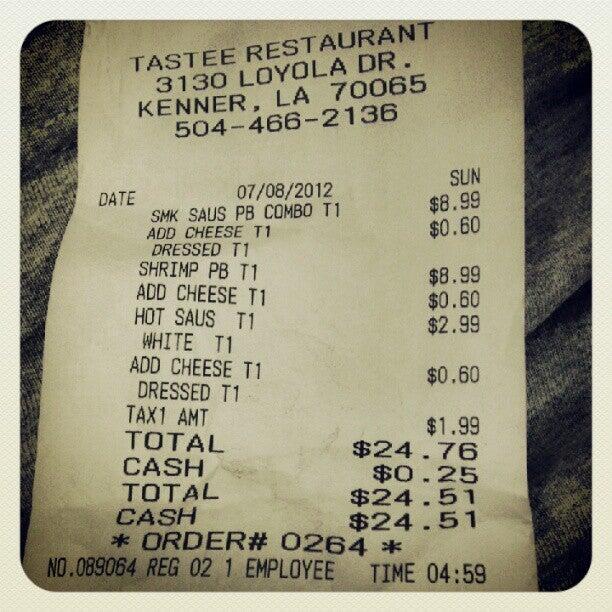 TASTEE RESTAURANT
3130 LOYOLA DR.
KENNER, LA 70065
504-466-2136
DATE 07/08/2012 SUN
SMK SAUS PB COMBO T1 $8.99
ADD CHEESE T1 $0.60
DRESSED T1
SHRIMP PB T1 $8.99
ADD CHEESE T1 $0.60
HOT SAUS T1 $2.99
WHITE T1
ADD CHEESE T1 $0.60
DRESSED T1
TAX1 AMT $1.99
TOTAL $24.76
CASH $0.25
TOTAL $24.51
CASH $24.51
* ORDER# 0264 *
NO.089064 REG 02 1 EMPLOYEE TIME 04:59